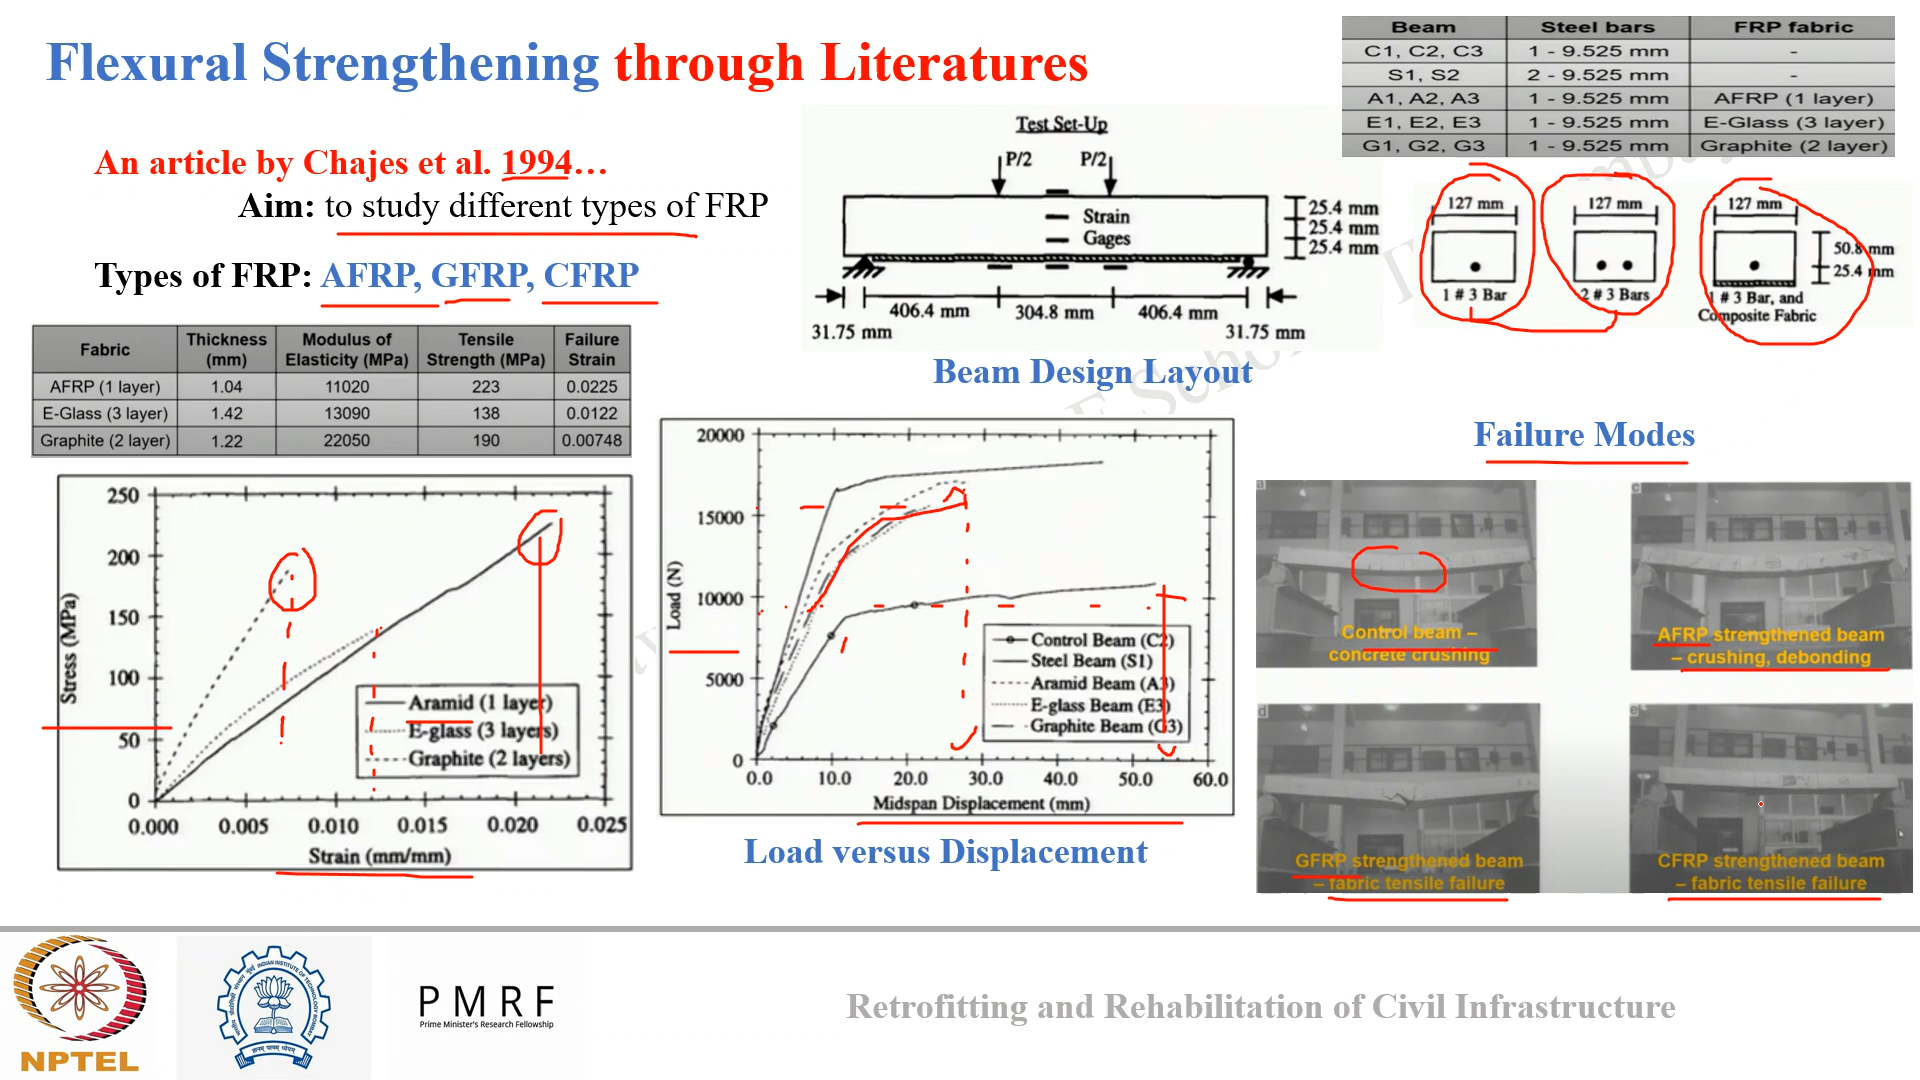 Flexural Strengthening through Literatures
An article by Chajes et al. 1994…
Aim: to study different types of FRP
Types of FRP: AFRP, GFRP, CFRP
Fabric Thickness (mm) Modulus of Elasticity (MPa) Tensile Strength (MPa) Failure Strain
AFRP (1 layer) 1.04 11020 223 0.0225
E-Glass (3 layer) 1.42 13090 138 0.0122
Graphite (2 layer) 1.22 22050 190 0.00748
250
200
150
100
50
0
Stress (MPa)
Aramid (1 layer)
E-glass (3 layers)
Graphite (2 layers)
0.000 0.005 0.010 0.015 0.020 0.025
Strain (mm/mm)
Test Set-Up
P/2 P/2
Strain
Gages
25.4 mm
25.4 mm
25.4 mm
406.4 mm 304.8 mm 406.4 mm
31.75 mm 31.75 mm
Beam Design Layout
20000
15000
10000
5000
0
Load (N)
Control Beam (C2)
Steel Beam (S1)
Aramid Beam (A3)
E-glass Beam (E3)
Graphite Beam (G3)
0.0 10.0 20.0 30.0 40.0 50.0 60.0
Midspan Displacement (mm)
Load versus Displacement
Beam Steel bars FRP fabric
C1, C2, C3 1 - 9.525 mm -
S1, S2 2 - 9.525 mm -
A1, A2, A3 1 - 9.525 mm AFRP (1 layer)
E1, E2, E3 1 - 9.525 mm E-Glass (3 layer)
G1, G2, G3 1 - 9.525 mm Graphite (2 layer)
127 mm 127 mm 127 mm
50.8 mm
25.4 mm
1 # 3 Bar 2 # 3 Bars 1 # 3 Bar, and
Composite Fabric
Failure Modes
Control beam –
concrete crushing
AFRP strengthened beam
– crushing, debonding
GFRP strengthened beam
– fabric tensile failure
CFRP strengthened beam
– fabric tensile failure
NPTEL
PMRF
Prime Minister's Research Fellowship
Retrofitting and Rehabilitation of Civil Infrastructure